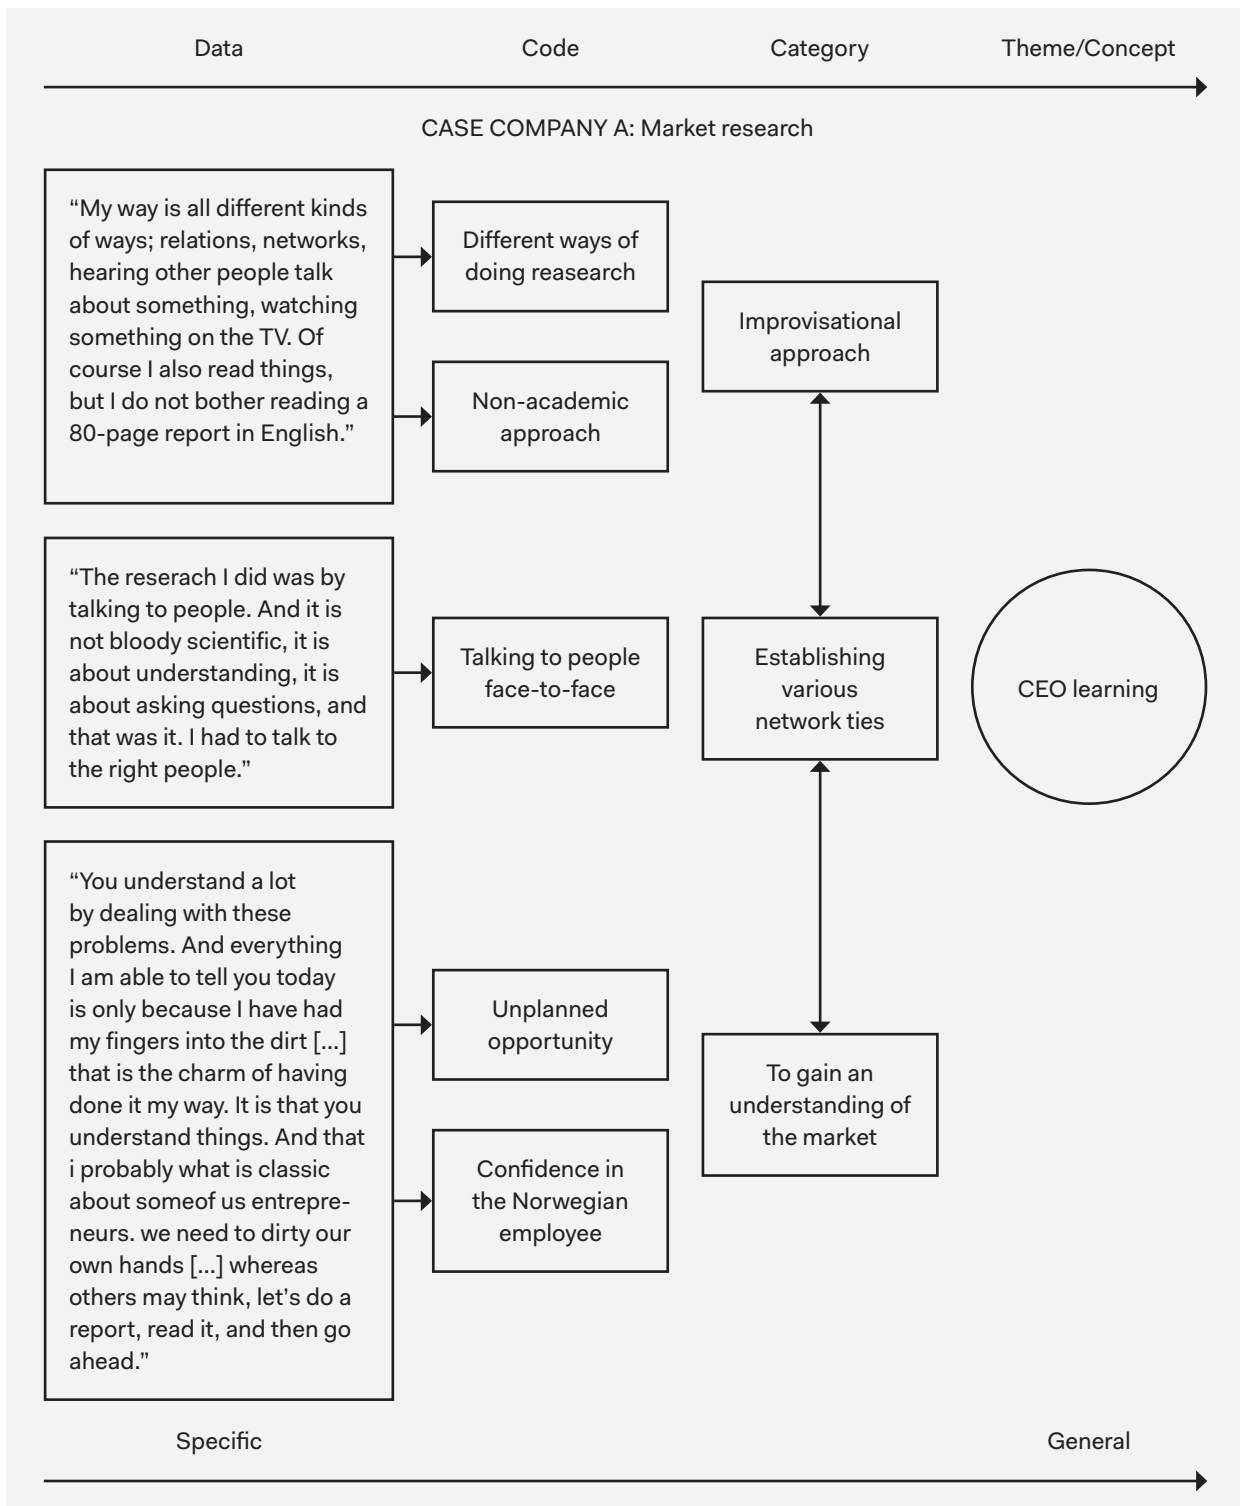 Data
Code
Category
Theme/Concept
CASE COMPANY A: Market research
“My way is all different kinds
of ways; relations, networks,
hearing other people talk
about something, watching
something on the TV. Of
course I also read things,
but I do not bother reading a
80-page report in English.”
Different ways of
doing reasearch
Non-academic
approach
Improvisational
approach
“The reserach I did was by
talking to people. And it is
not bloody scientific, it is
about understanding, it is
about asking questions, and
that was it. I had to talk to
the right people.”
Talking to people
face-to-face
Establishing
various
network ties
CEO learning
“You understand a lot
by dealing with these
problems. And everything
I am able to tell you today
is only because I have had
my fingers into the dirt [...]
that is the charm of having
done it my way. It is that you
understand things. And that
i probably what is classic
about someof us entrepre-
neurs. we need to dirty our
own hands [...] whereas
others may think, let’s do a
report, read it, and then go
ahead.”
Unplanned
opportunity
Confidence in
the Norwegian
employee
To gain an
understanding of
the market
Specific
General